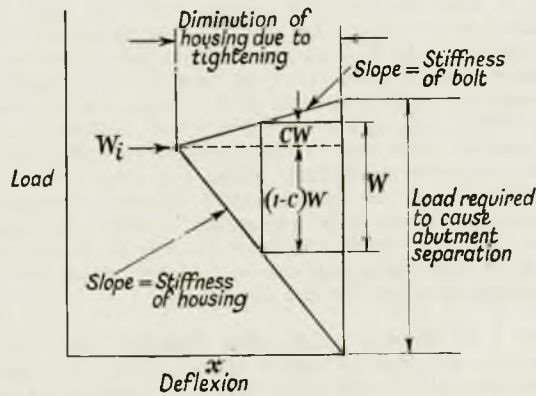 Diminution of
housing due to
tightening
Slope = Stiffness
of bolt
CW
Wi
(1-C)W
W
Load
Load required
to cause
abutment
separation
Slope = Stiffness
of housing
x
Deflexion